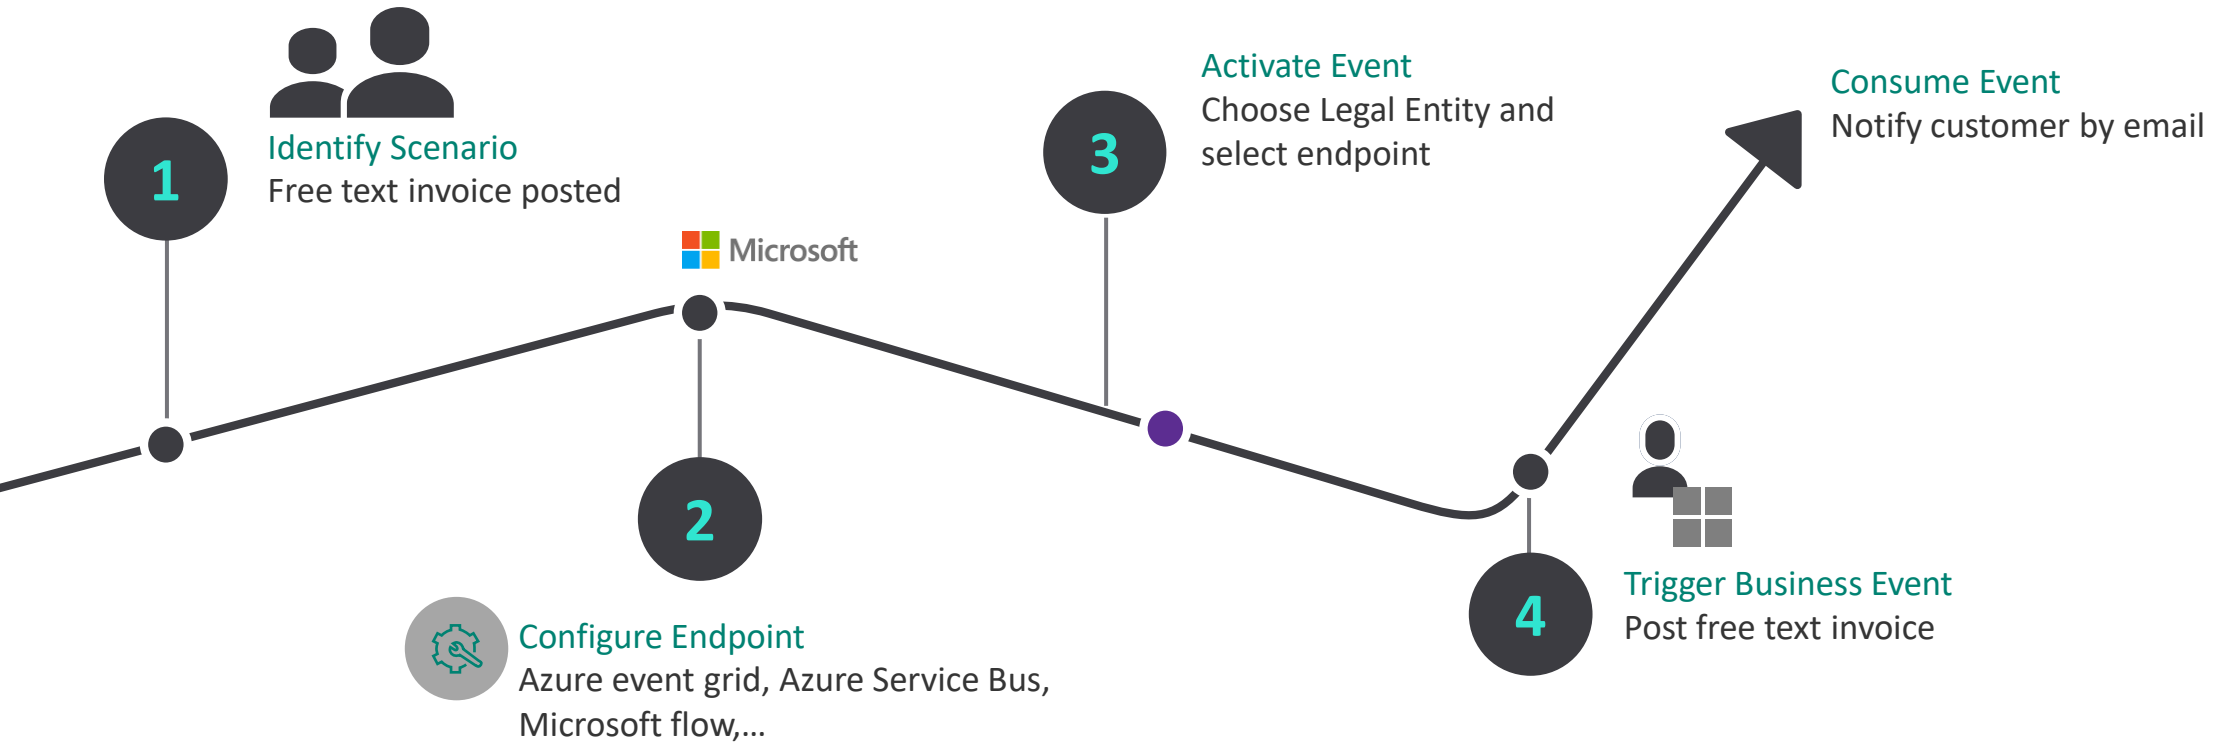 1
Identify Scenario
Free text invoice posted
Microsoft
2
Configure Endpoint
Azure event grid, Azure Service Bus,
Microsoft flow,...
3
Activate Event
Choose Legal Entity and
select endpoint
4
Trigger Business Event
Post free text invoice
Consume Event
Notify customer by email